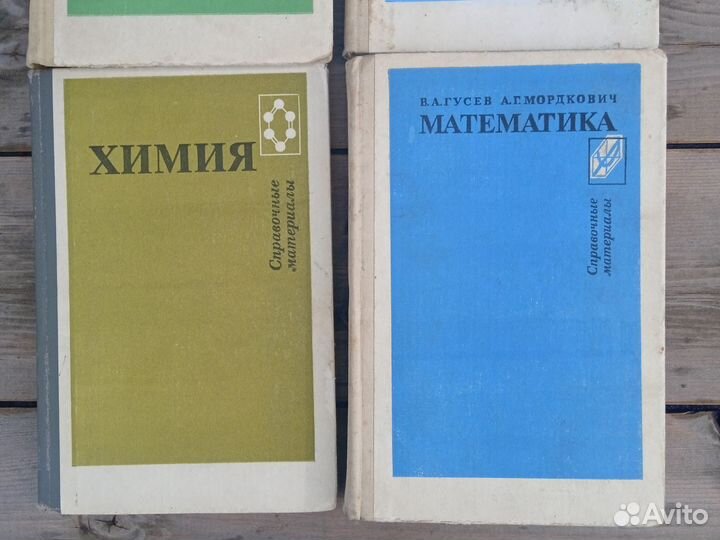 ХИМИЯ
Справочные
материалы
В.А.ГУСЕВ А.Г.МОРДКОВИЧ
МАТЕМАТИКА
Справочные
материалы
Avito